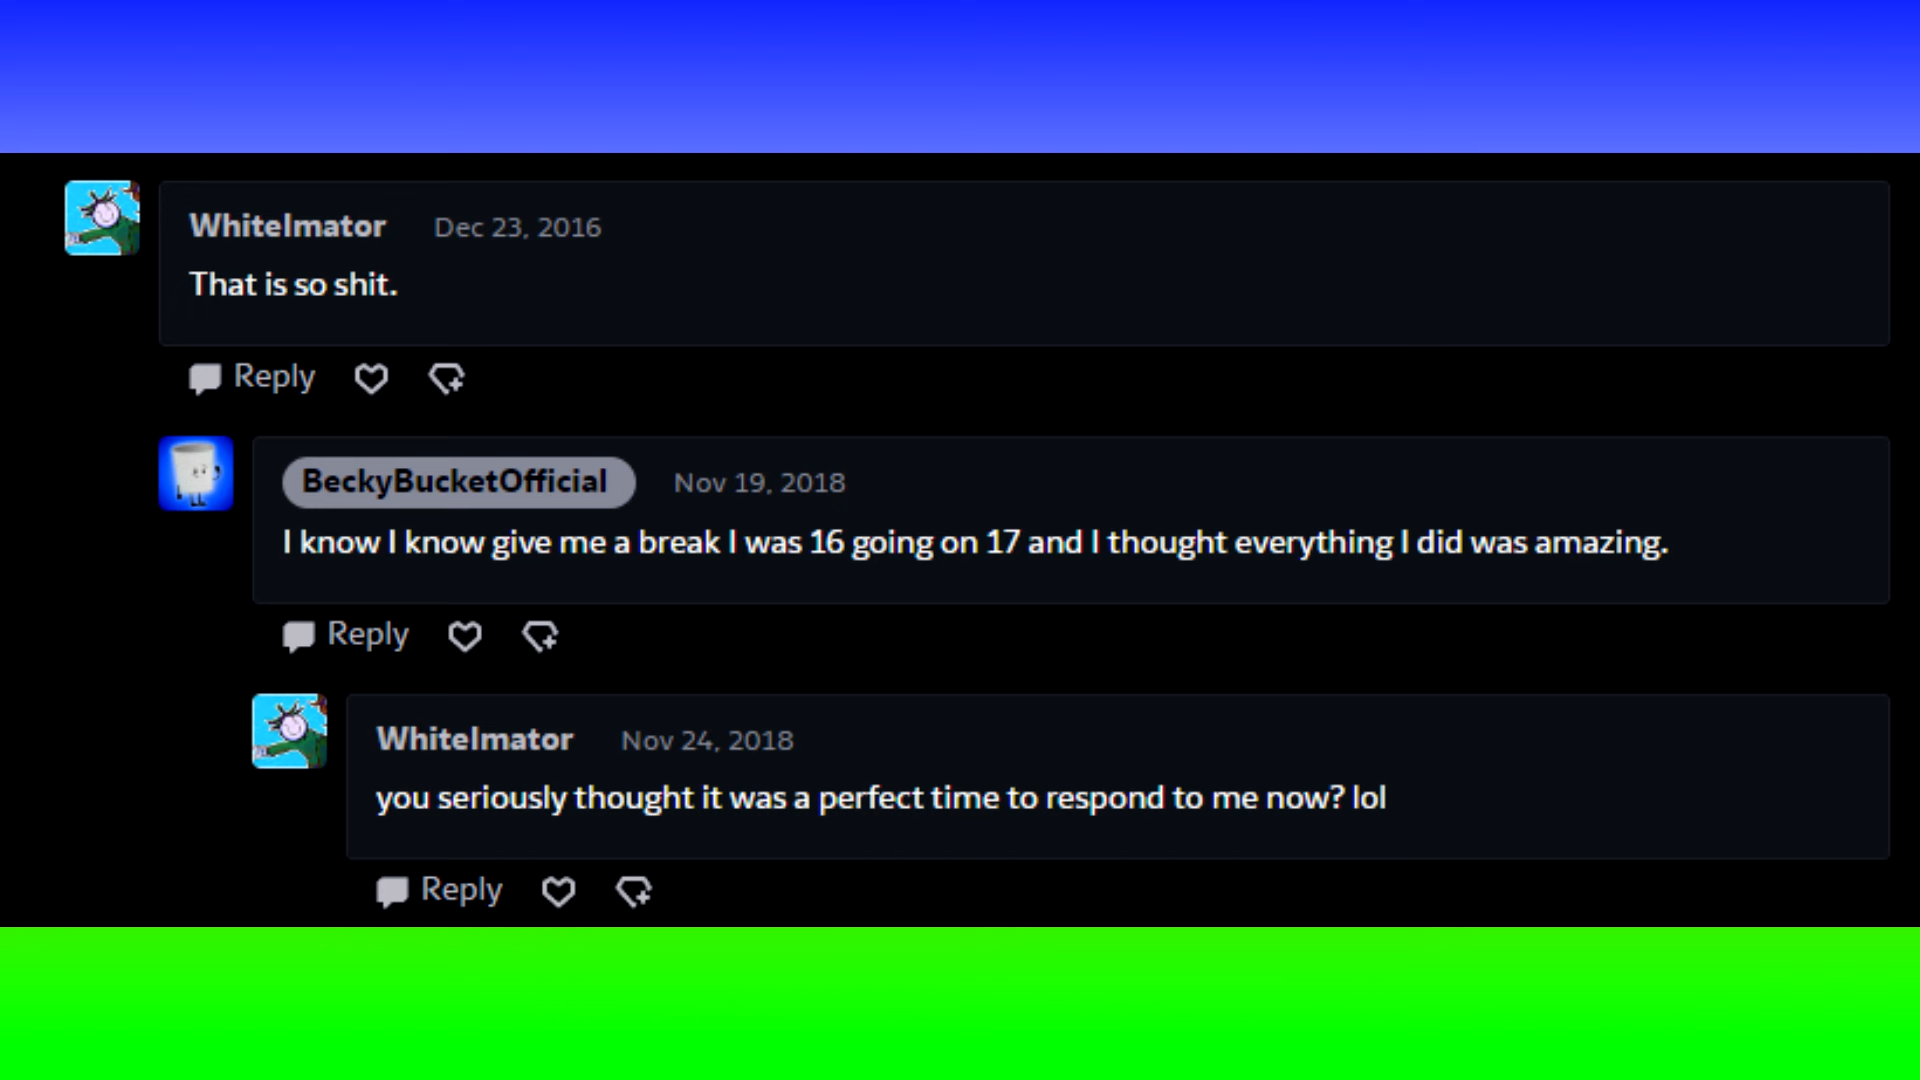 WhiteImator Dec 23, 2016
That is so shit.
Reply
BeckyBucketOfficial Nov 19, 2018
I know I know give me a break I was 16 going on 17 and I thought everything I did was amazing.
Reply
WhiteImator Nov 24, 2018
you seriously thought it was a perfect time to respond to me now? lol
Reply